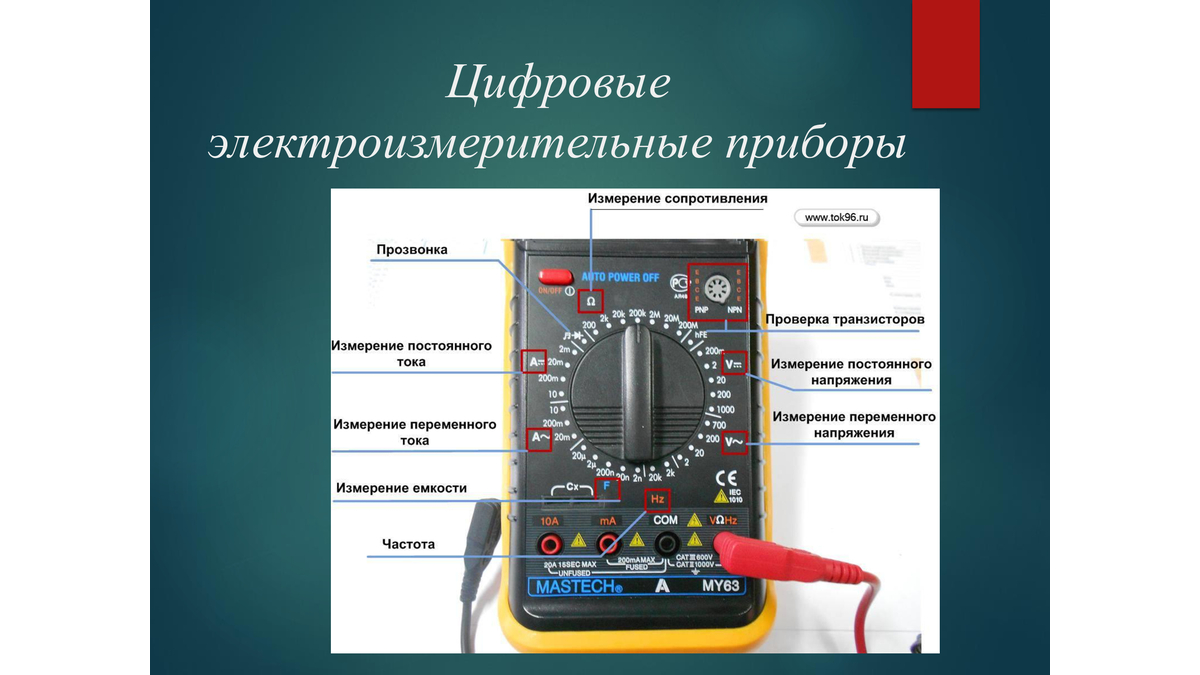 Цифровые
электроизмерительные приборы
Измерение сопротивления
www.tok96.ru
Прозвонка
AUTO POWER OFF
ON/OFF
Ω
E B C E
E B C E
PNP NPN
Проверка транзисторов
Измерение постоянного
тока
Измерение постоянного
напряжения
Измерение переменного
тока
Измерение переменного
напряжения
Измерение емкости
Частота
200 2k 20k 200k 2M 20M 200M hFE
200m 2 20 200 1000
700 200 20 2
20k 2k 2n 20n 200n 2µ 20µ
20m 200m 10
10 200m 20m 2m
A⎓
V⎓
A~
V~
Cx F
Hz
CE
IEC
1010
10A mA COM VΩHz
20A 15SEC MAX
UNFUSED
200mA MAX
FUSED
CAT III 600V
CAT II 1000V
MASTECH® A MY63